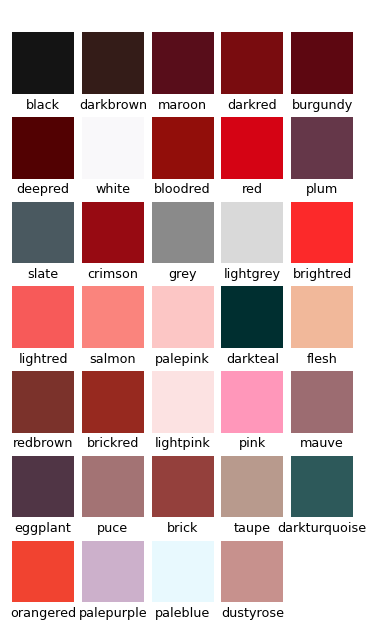 black darkbrown maroon darkred burgundy
deepred white bloodred red plum
slate crimson grey lightgrey brightred
lightred salmon palepink darkteal flesh
redbrown brickred lightpink pink mauve
eggplant puce brick taupe darkturquoise
orangered palepurple paleblue dustyrose